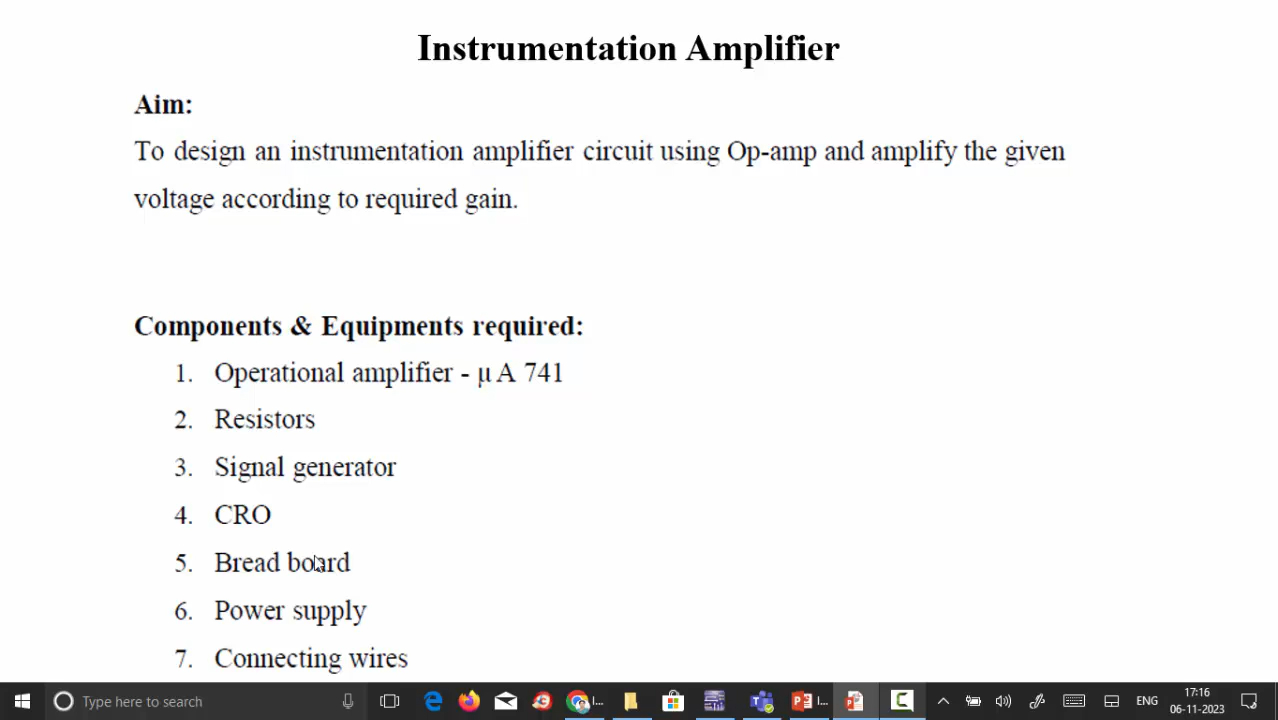 Instrumentation Amplifier
Aim:
To design an instrumentation amplifier circuit using Op-amp and amplify the given
voltage according to required gain.
Components & Equipments required:
1. Operational amplifier - μ A 741
2. Resistors
3. Signal generator
4. CRO
5. Bread board
6. Power supply
7. Connecting wires
Type here to search
I...
I...
ENG
17:16
06-11-2023